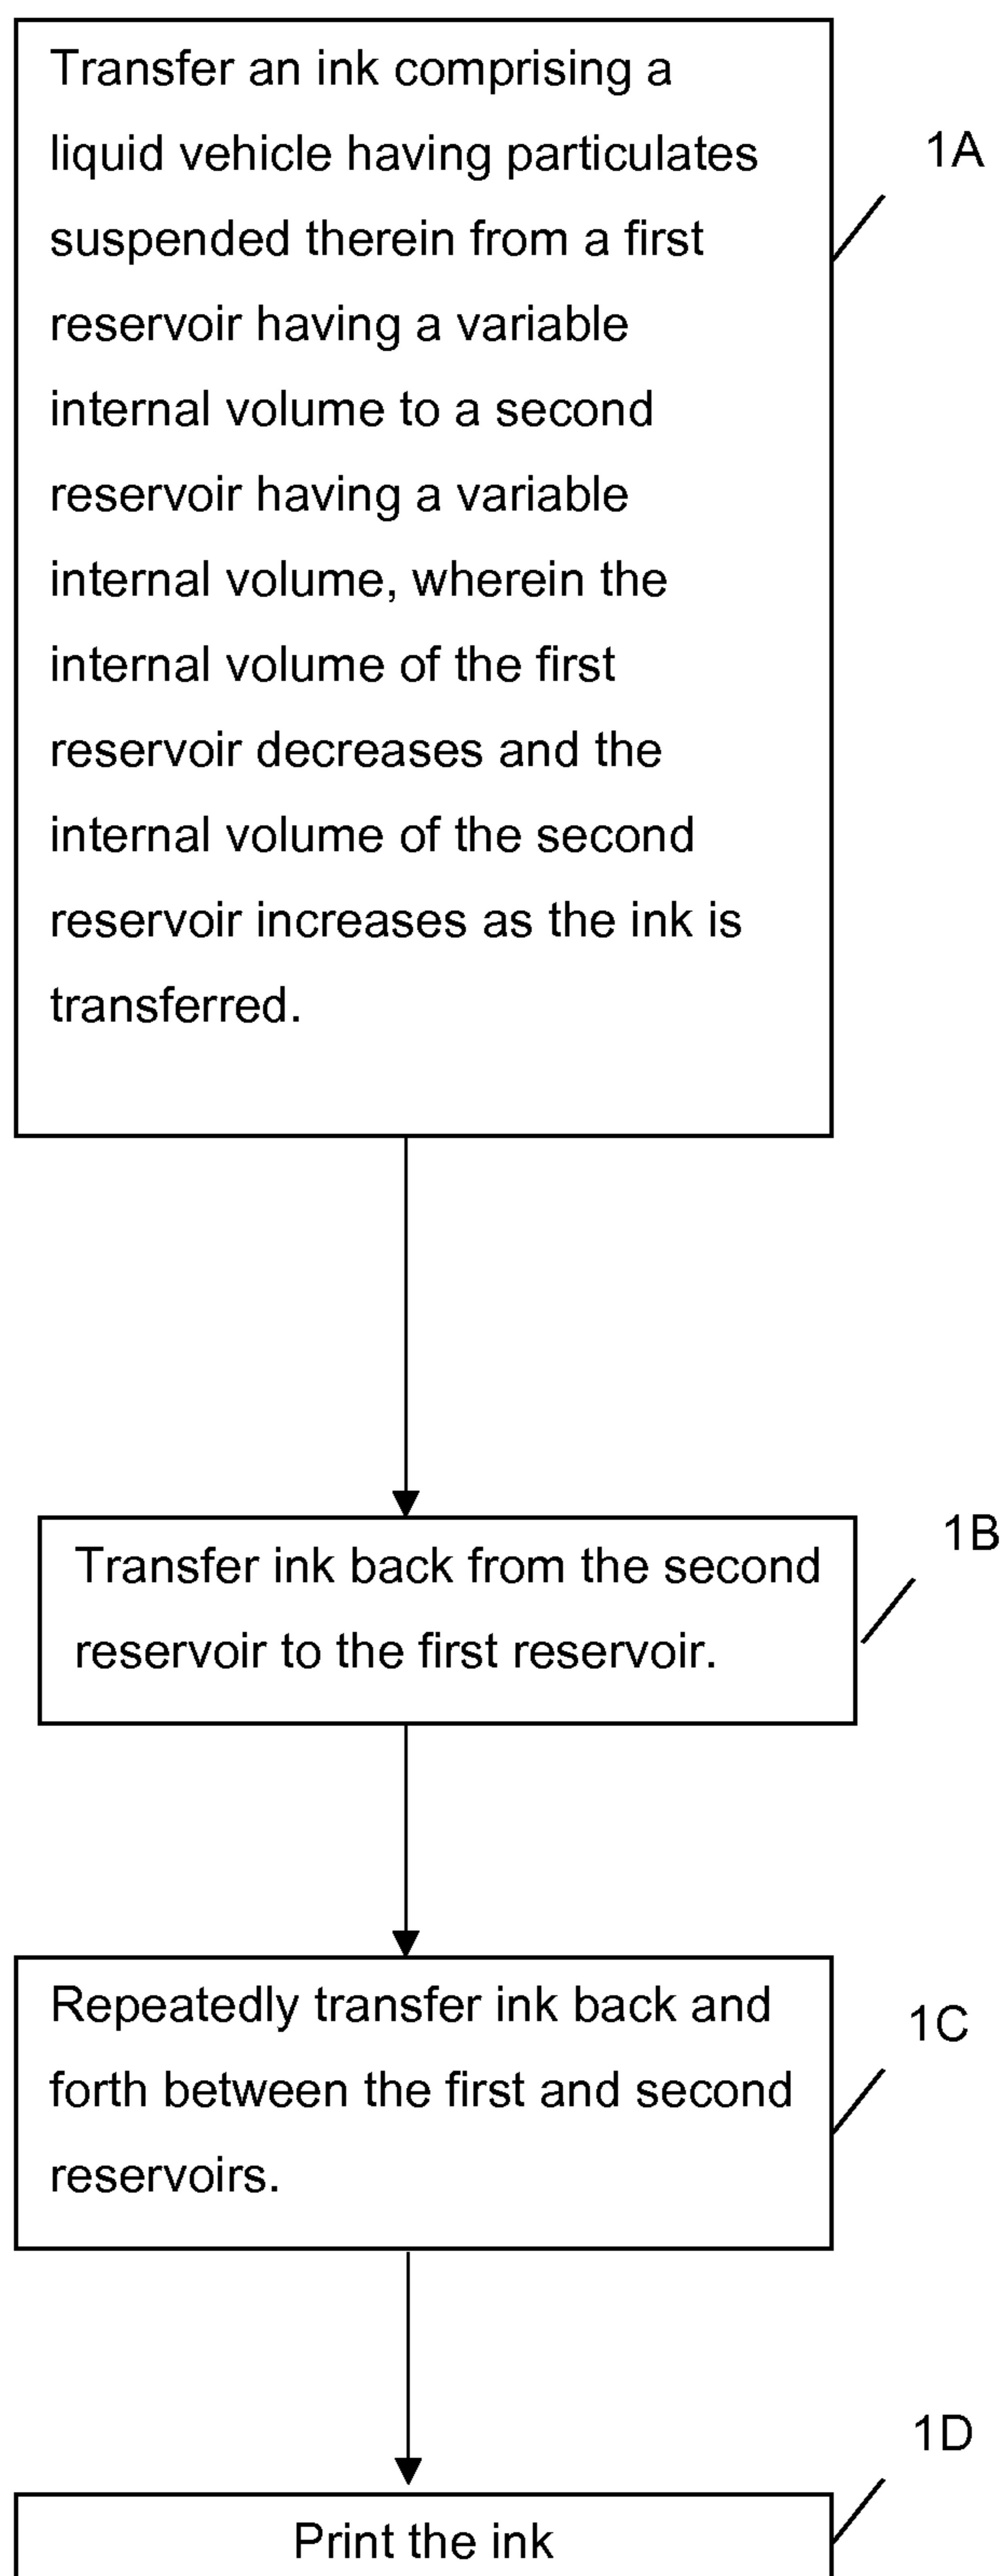 Transfer an ink comprising a
liquid vehicle having particulates
suspended therein from a first
reservoir having a variable
internal volume to a second
reservoir having a variable
internal volume, wherein the
internal volume of the first
reservoir decreases and the
internal volume of the second
reservoir increases as the ink is
transferred.
1A
Transfer ink back from the second
reservoir to the first reservoir.
1B
Repeatedly transfer ink back and
forth between the first and second
reservoirs.
1C
Print the ink
1D